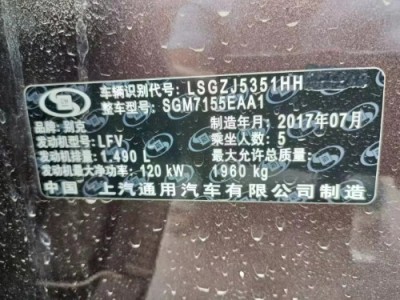 车辆识别代号: LSGZJ5351HH
整车型号: SGM7155EAA1
制造年月: 2017年07月
品牌: 别克
乘坐人数: 5
发动机型号: LFV
发动机排量: 1.490 L
最大允许总质量:
发动机最大净功率: 120 kW
1960 kg
中国 上汽通用汽车有限公司制造